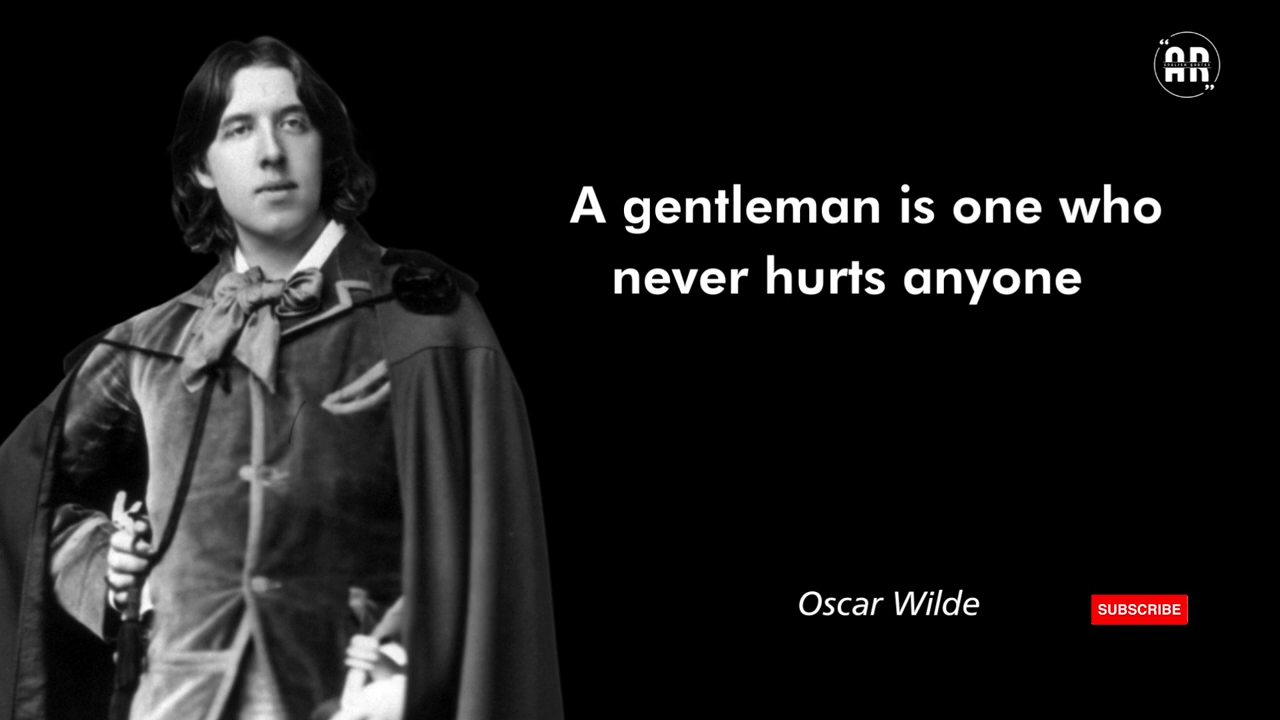 AR
A gentleman is one who
never hurts anyone
Oscar Wilde
SUBSCRIBE